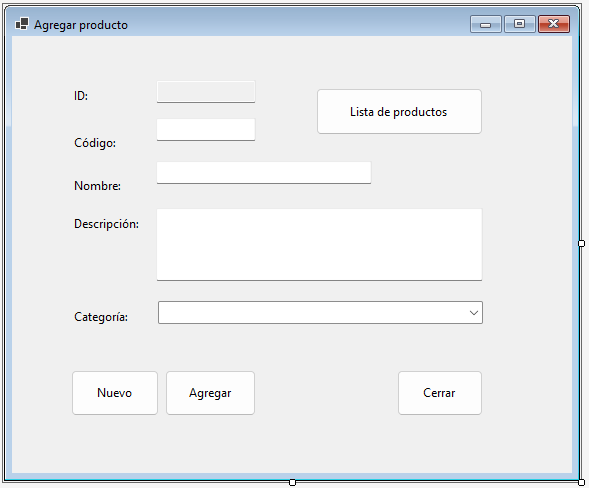 Agregar producto
ID:
Lista de productos
Código:
Nombre:
Descripción:
Categoría:
Nuevo
Agregar
Cerrar